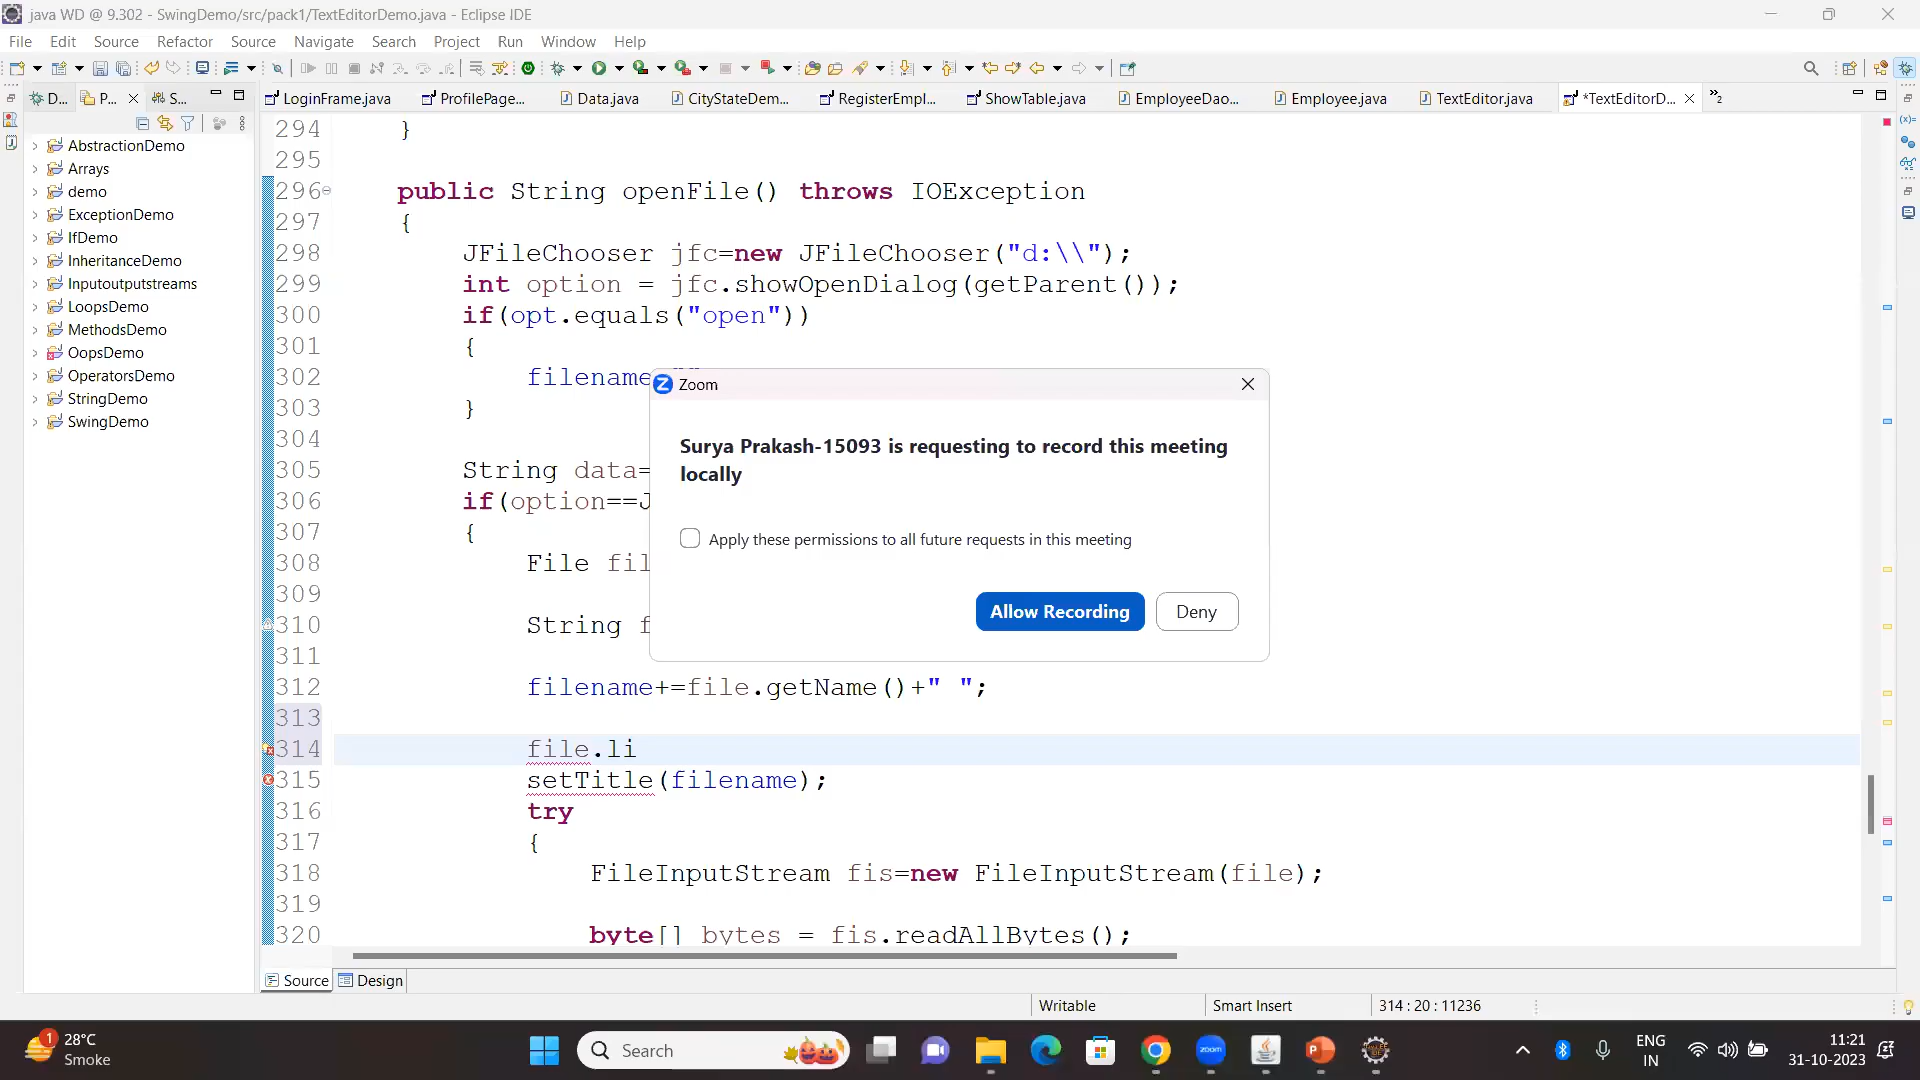 java WD @ 9.302 - SwingDemo/src/pack1/TextEditorDemo.java - Eclipse IDE
File Edit Source Refactor Source Navigate Search Project Run Window Help
D... P... S...
LoginFrame.java ProfilePage... Data.java CityStateDem... RegisterEmpl... ShowTable.java EmployeeDao... Employee.java TextEditor.java *TextEditorD... »2
AbstractionDemo
Arrays
demo
ExceptionDemo
IfDemo
InheritanceDemo
Inputoutputstreams
LoopsDemo
MethodsDemo
OopsDemo
OperatorsDemo
StringDemo
SwingDemo
294 }
295
296 public String openFile() throws IOException
297 {
298 JFileChooser jfc=new JFileChooser("d:\\");
299 int option = jfc.showOpenDialog(getParent());
300 if(opt.equals("open"))
301 {
302 filename
303 }
304
305 String data=
306 if(option==J
307 {
308 File fil
309
310 String f
311
312 filename+=file.getName()+" ";
313
314 file.li
315 setTitle(filename);
316 try
317 {
318 FileInputStream fis=new FileInputStream(file);
319
320 byte[] bytes = fis.readAllBytes();
Zoom
Surya Prakash-15093 is requesting to record this meeting
locally
Apply these permissions to all future requests in this meeting
Allow Recording Deny
Source Design
Writable Smart Insert 314 : 20 : 11236
1
28°C
Smoke
Search
zoom
ENG
IN
11:21
31-10-2023